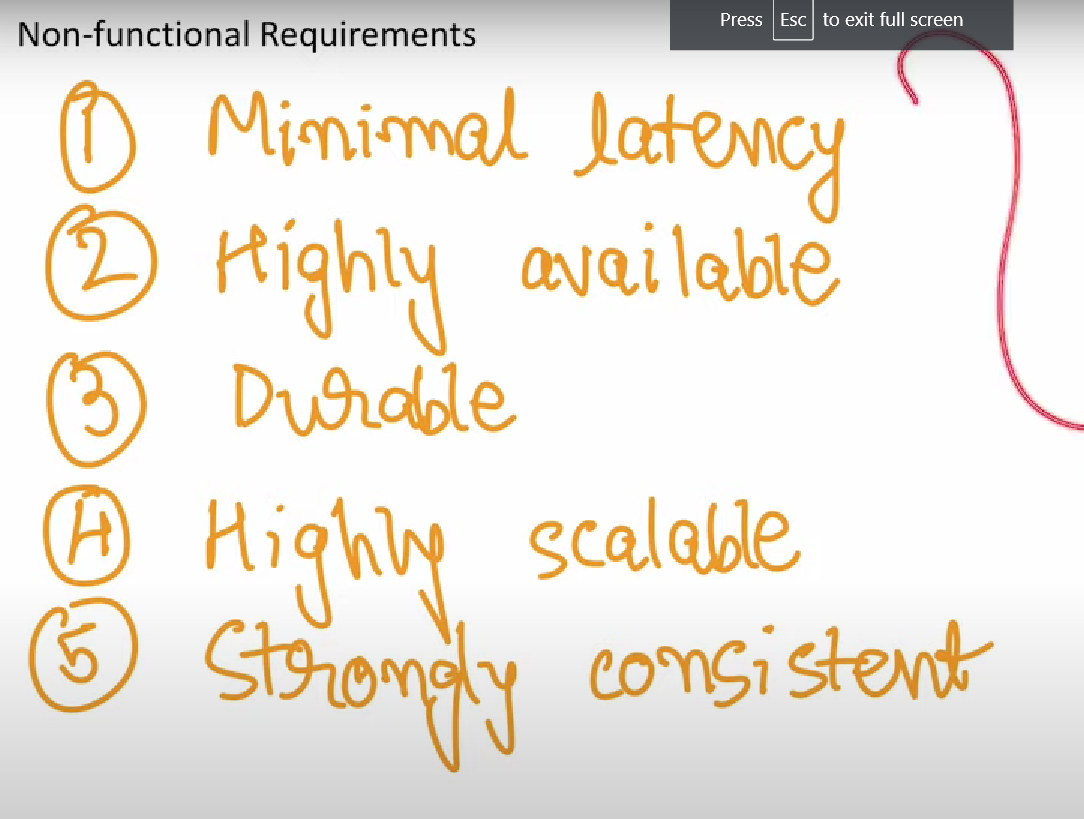 Non-functional Requirements
Press Esc to exit full screen
1 Minimal latency
2 Highly available
3 Durable
4 Highly scalable
5 Strongly consistent